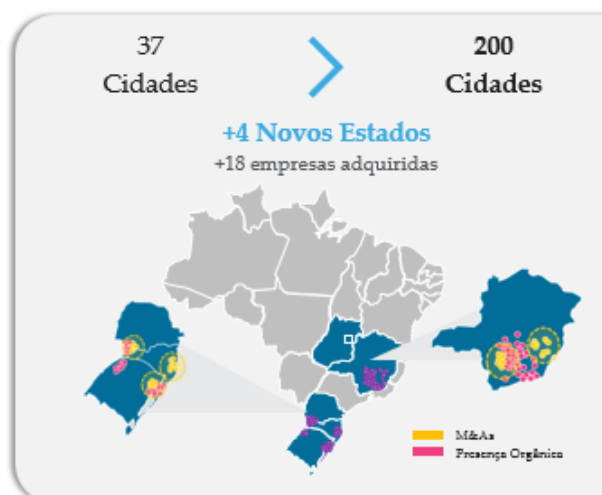 37
Cidades
200
Cidades
+4 Novos Estados
+18 empresas adquiridas
M&As
Presença Orgânica